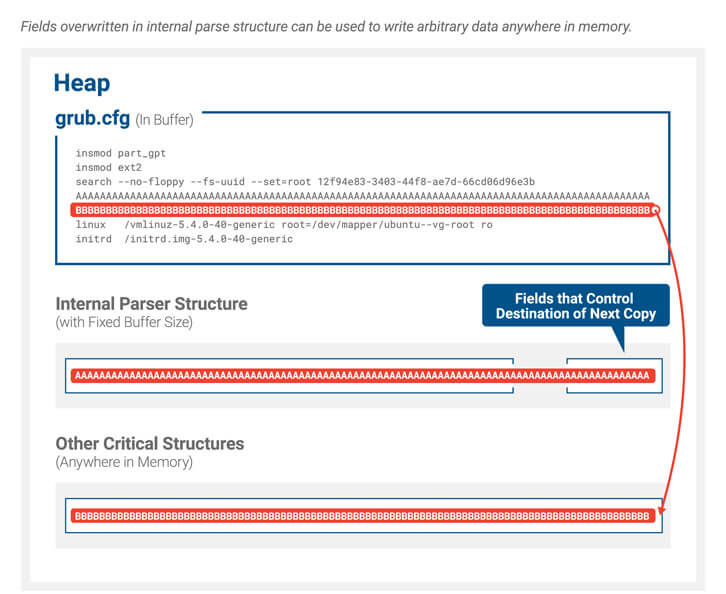 Fields overwritten in internal parse structure can be used to write arbitrary data anywhere in memory.
Heap
grub.cfg (In Buffer)
insmod part_gpt
insmod ext2
search --no-floppy --fs-uuid --set=root 12f94e83-3403-44f8-ae7d-66cd06d96e3b
AAAAAAAAAAAAAAAAAAAAAAAAAAAAAAAAAAAAAAAAAAAAAAAAAAAAAAAAAAAAAAAAAAAAAAAAAAAAAAAAAAAAAAAAAAAAAAA
BBBBBBBBBBBBBBBBBBBBBBBBBBBBBBBBBBBBBBBBBBBBBBBBBBBBBBBBBBBBBBBBBBBBBBBBBBBBBBBBBBBBBBBBBBBBBBB
linux /vmlinuz-5.4.0-40-generic root=/dev/mapper/ubuntu--vg-root ro
initrd /initrd.img-5.4.0-40-generic
Internal Parser Structure
(with Fixed Buffer Size)
Fields that Control
Destination of Next Copy
AAAAAAAAAAAAAAAAAAAAAAAAAAAAAAAAAAAAAAAAAAAAAAAAAAAAAAAAAAAAAAAAAAAAAAAAAAAAAAAAAAAAAAAAAAAAAAA
Other Critical Structures
(Anywhere in Memory)
BBBBBBBBBBBBBBBBBBBBBBBBBBBBBBBBBBBBBBBBBBBBBBBBBBBBBBBBBBBBBBBBBBBBBBBBBBBBBBBBBBBBBBBBBBBBBBB